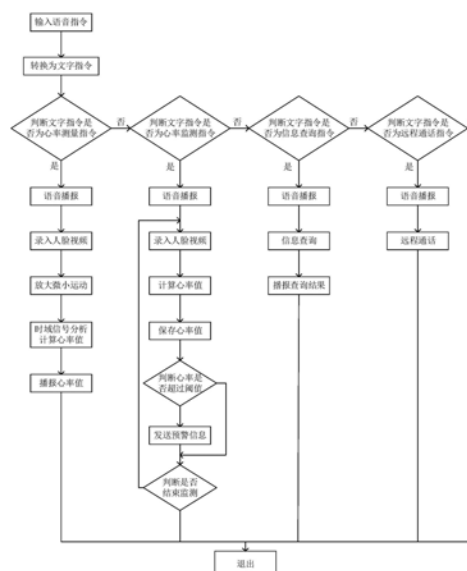 输入语音指令
转换为文字指令
判断文字指令是
否为心率测量指令
否
判断文字指令是
否为心率监测指令
否
判断文字指令是
否为信息查询指令
否
判断文字指令是
否为远程通话指令
是
是
是
是
语音播报
语音播报
语音播报
语音播报
录入人脸视频
录入人脸视频
信息查询
远程通话
放大微小运动
计算心率值
播报查询结果
时域信号分析
计算心率值
保存心率值
播报心率值
判断心率是
否超过阈值
发送预警信息
判断是否
结束监测
退出